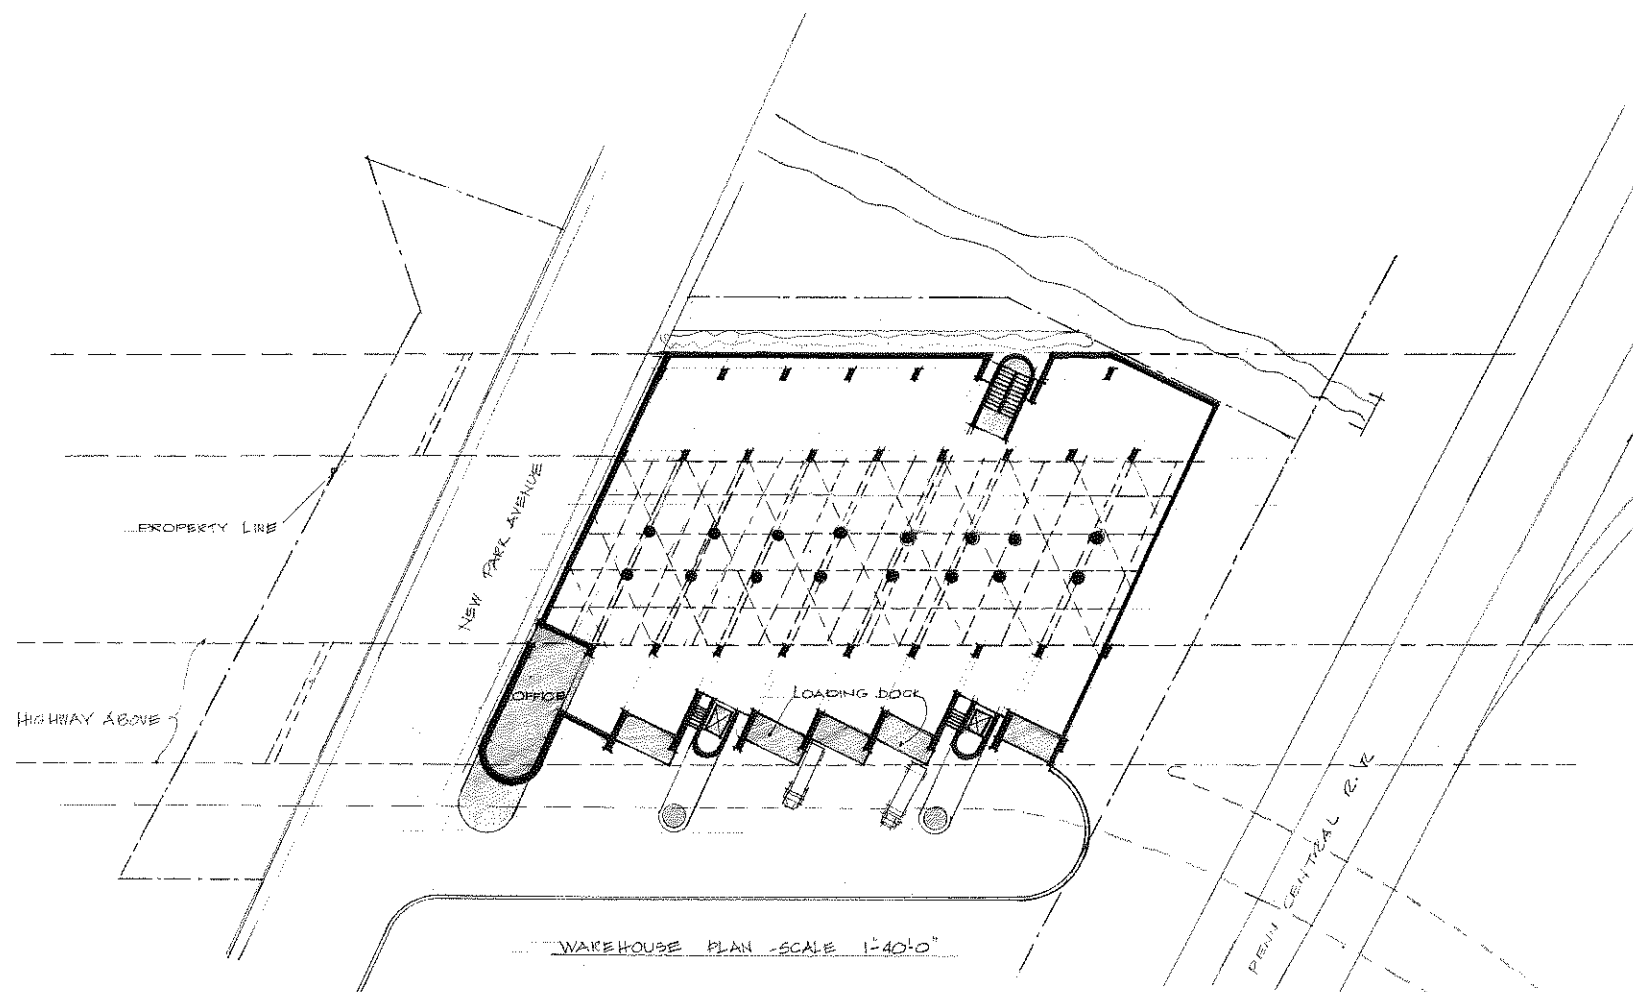 NEW PARK AVENUE
PROPERTY LINE
OFFICE
LOADING DOCK
HIGHWAY ABOVE
PENN CENTRAL R.R
WAREHOUSE PLAN - SCALE 1"-40'-0"